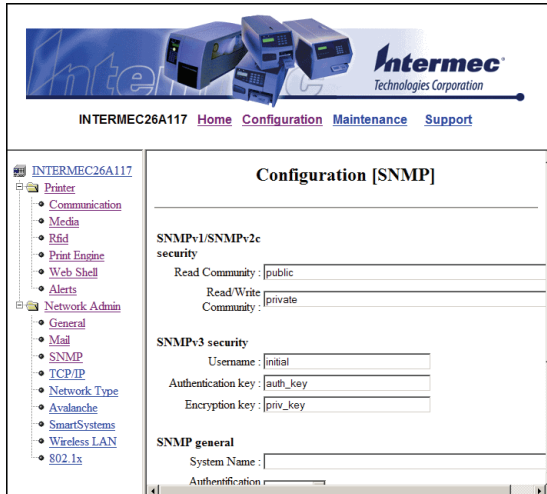 Inte
Intermec®
Technologies Corporation
INTERMEC26A117 Home Configuration Maintenance Support
INTERMEC26A117
Printer
Communication
Media
Rfid
Print Engine
Web Shell
Alerts
Network Admin
General
Mail
SNMP
TCP/IP
Network Type
Avalanche
SmartSystems
Wireless LAN
802.1x
Configuration [SNMP]
SNMPv1/SNMPv2c
security
Read Community : public
Read/Write
Community : private
SNMPv3 security
Username : initial
Authentication key : auth_key
Encryption key : priv_key
SNMP general
System Name :
Authentification